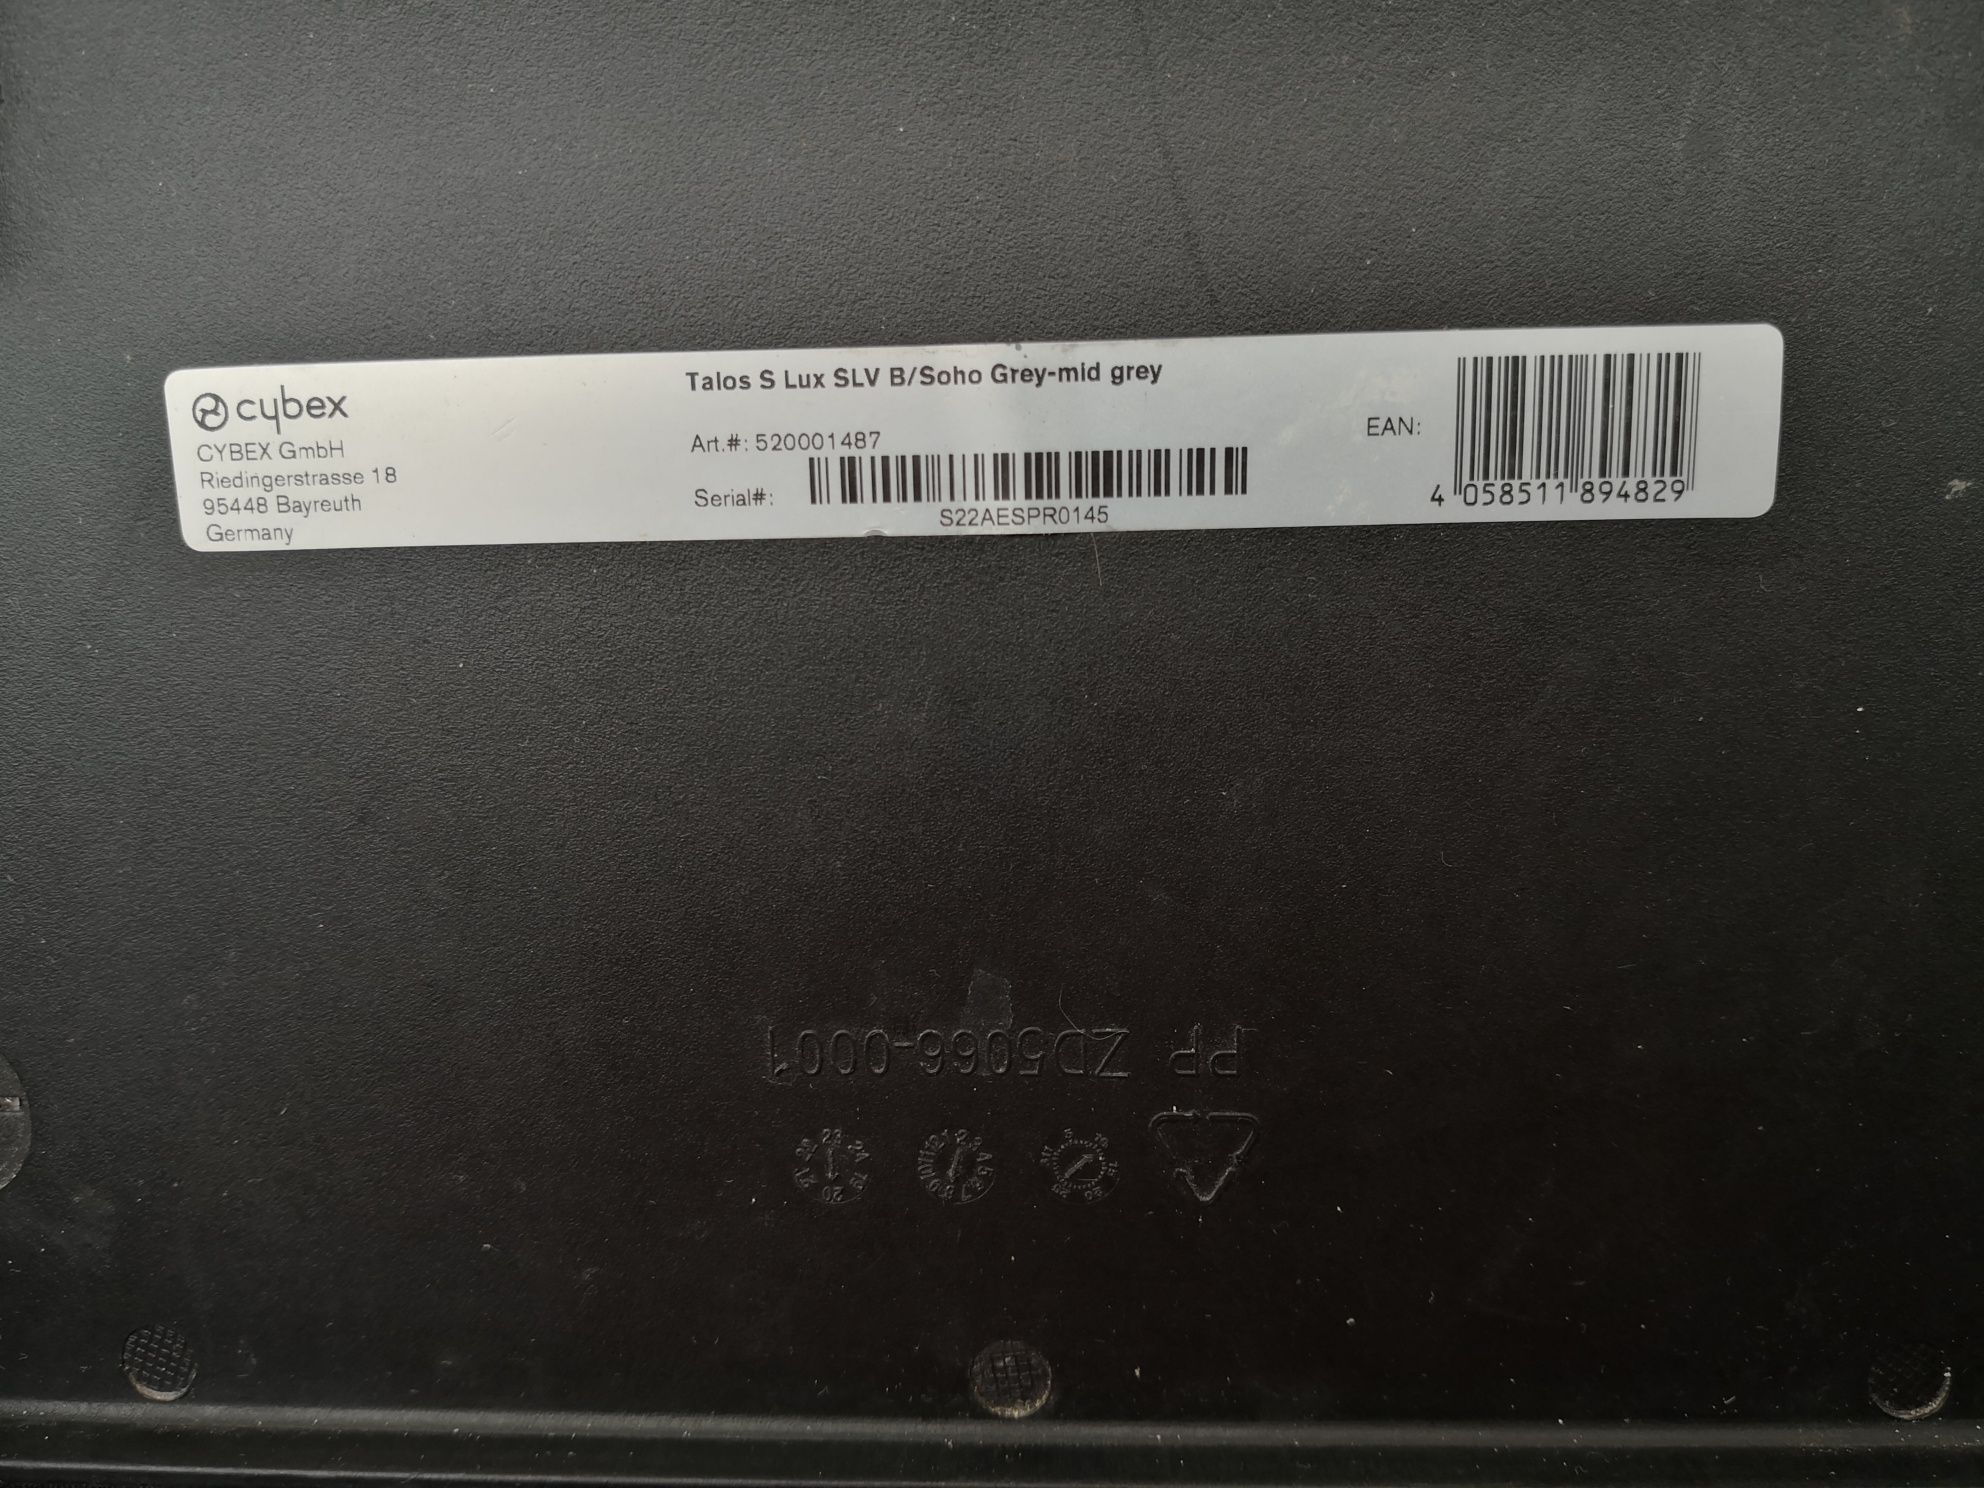 cybex
CYBEX GmbH
Riedingerstrasse 18
95448 Bayreuth
Germany
Talos S Lux SLV B/Soho Grey-mid grey
Art.#: 520001487
Serial#:
S22AESPR0145
EAN:
4 058511 894829
PP ZD5066-0001